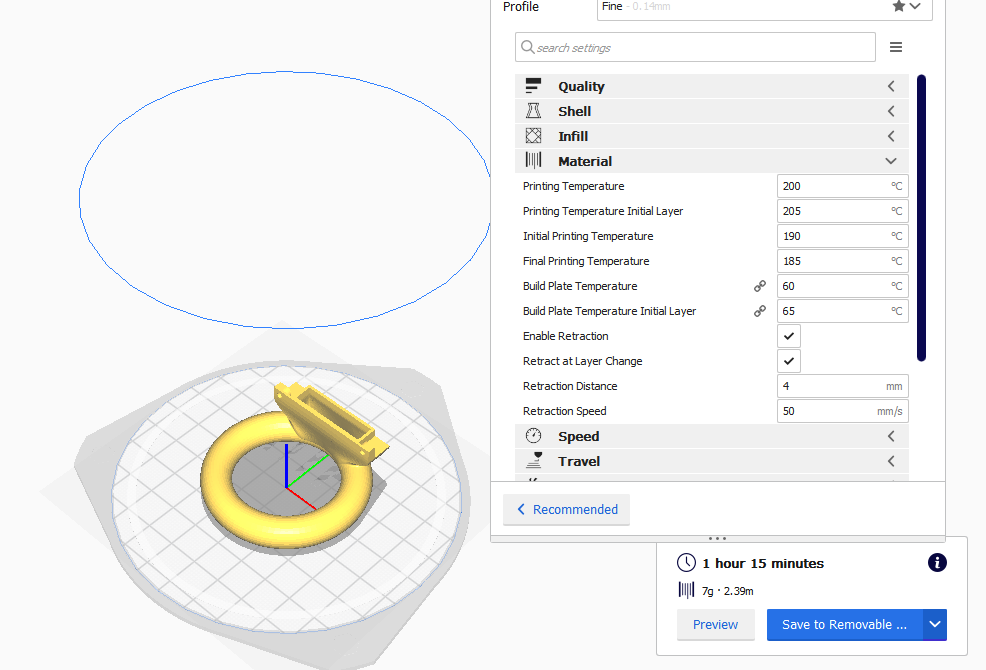 Profile
Fine - 0.14mm
search settings
Quality
Shell
Infill
Material
Printing Temperature 200 °C
Printing Temperature Initial Layer 205 °C
Initial Printing Temperature 190 °C
Final Printing Temperature 185 °C
Build Plate Temperature 60 °C
Build Plate Temperature Initial Layer 65 °C
Enable Retraction
Retract at Layer Change
Retraction Distance 4 mm
Retraction Speed 50 mm/s
Speed
Travel
Recommended
1 hour 15 minutes
7g · 2.39m
Preview Save to Removable ...